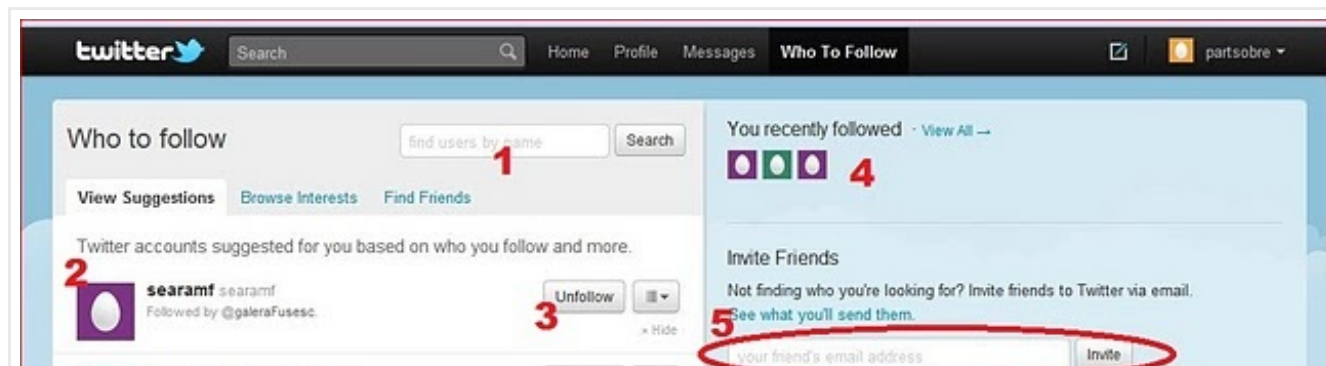 twitter Search Home Profile Messages Who To Follow partsobre
Who to follow find users by name Search
1
View Suggestions Browse Interests Find Friends
Twitter accounts suggested for you based on who you follow and more.
2
searamf searamf
Followed by @galeraFusesc.
Unfollow
3
× Hide
You recently followed · View All →
4
Invite Friends
Not finding who you're looking for? Invite friends to Twitter via email.
See what you'll send them.
5
your friend's email address Invite